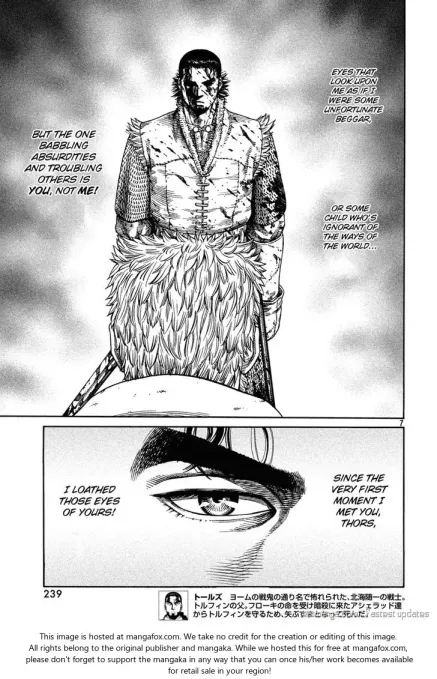 EYES THAT
LOOK UPON
ME AS IF I
WERE SOME
UNFORTUNATE
BEGGAR,
OR SOME
CHILD WHO'S
IGNORANT OF
THE WAYS OF
THE WORLD...
BUT THE ONE
BABBLING
ABSURDITIES
AND TROUBLING
OTHERS IS
YOU, NOT ME!
7
SINCE THE
VERY FIRST
MOMENT I
MET YOU,
THORS,
I LOATHED
THOSE EYES
OF YOURS!
239
トールズ ヨームの戦鬼の通り名で怖れられた、北海随一の戦士。
トルフィンの父。フローキの命を受け暗殺に来たアシェラッド達
からトルフィンを守るため、矢ぶすまとなって死んだ。
latest updates
This image is hosted at mangafox.com. We take no credit for the creation or editing of this image.
All rights belong to the original publisher and mangaka. While we hosted this for free at mangafox.com,
please don't forget to support the mangaka in any way that you can once his/her work becomes available
for retail sale in your region!